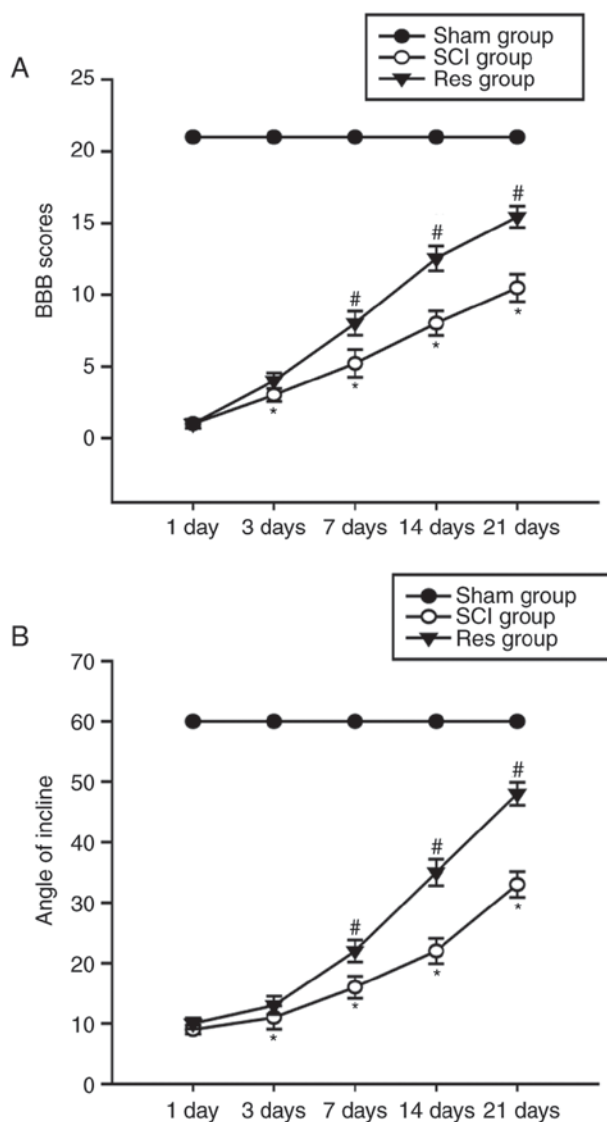 A
Sham group
SCI group
Res group
25
20
15
10
5
0
BBB scores
#
#
#
*
*
*
*
1 day 3 days 7 days 14 days 21 days
B
Sham group
SCI group
Res group
70
60
50
40
30
20
10
0
Angle of incline
#
#
#
*
*
*
*
1 day 3 days 7 days 14 days 21 days